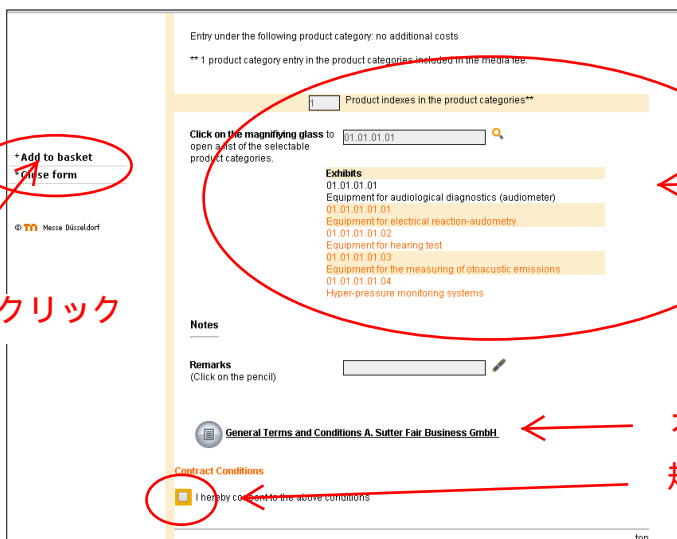 Entry under the following product category: no additional costs
** 1 product category entry in the product categories included in the media fee.
1 Product indexes in the product categories**
Click on the magnifiying glass to
open a list of the selectable
product categories.
01.01.01.01
Exhibits
01.01.01.01
Equipment for audiological diagnostics (audiometer)
01.01.01.01.01
Equipment for electrical reaction-audometry
01.01.01.01.02
Equipment for hearing test
01.01.01.01.03
Equipment for the measuring of otoacustic emissions
01.01.01.01.04
Hyper-pressure monitoring systems
Add to basket
Close form
© m Messe Düsseldorf
クリック
Notes
Remarks
(Click on the pencil)
General Terms and Conditions A. Sutter Fair Business GmbH
Contract Conditions
I hereby consent to the above conditions
top